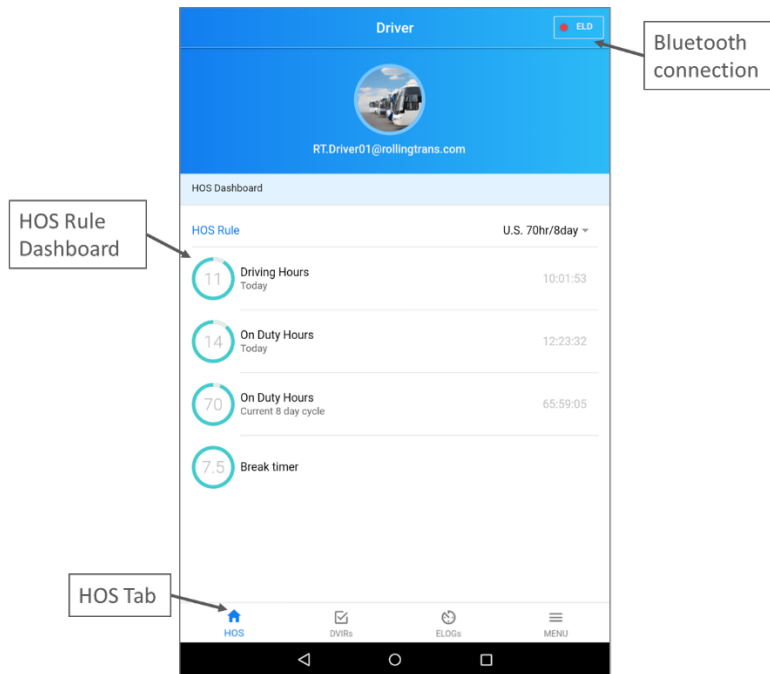 Driver
ELD
Bluetooth
connection
RT.Driver01@rollingtrans.com
HOS Dashboard
HOS Rule
Dashboard
HOS Rule
U.S. 70hr/8day
11
Driving Hours
Today
10:01:53
14
On Duty Hours
Today
12:23:32
70
On Duty Hours
Current 8 day cycle
65:59:05
7.5
Break timer
HOS Tab
HOS
DVIRs
ELOGs
MENU